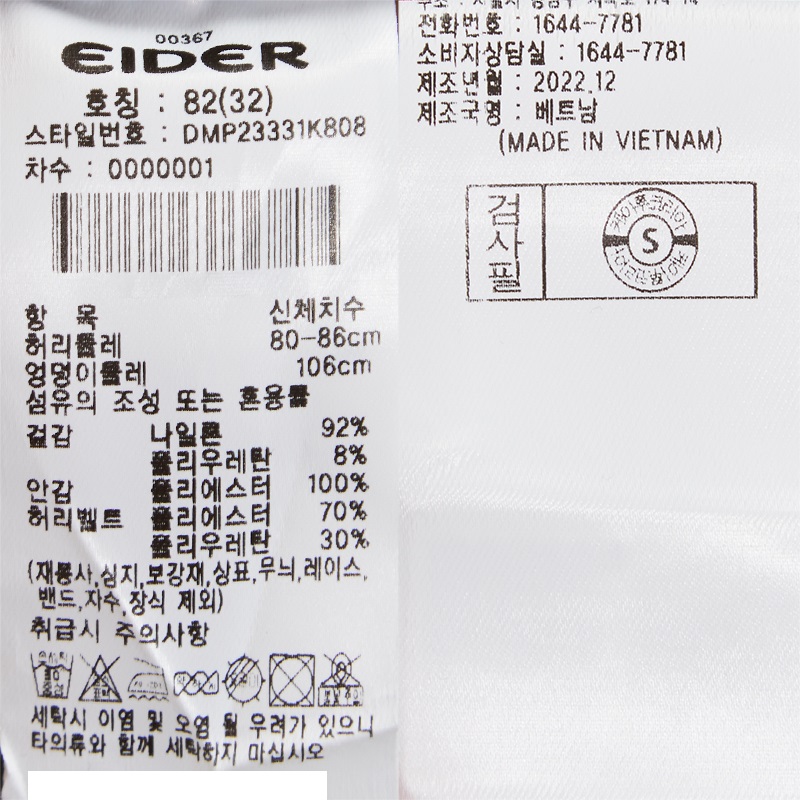 00367
EIDER
호칭 : 82(32)
스타일번호 : DMP23331K808
차수 : 0000001
항 목 신체치수
허리둘레 80-86cm
엉덩이둘레 106cm
섬유의 조성 또는 혼용률
겉감 나일론 92%
폴리우레탄 8%
안감 폴리에스터 100%
허리벨트 폴리에스터 70%
폴리우레탄 30%
(재봉사,심지,보강재,상표,무늬,레이스,
밴드,자수,장식 제외)
취급시 주의사항
세탁시 이염 및 오염 될 우려가 있으니
타의류와 함께 세탁하지 마십시오
전화번호 : 1644-7781
소비자상담실 : 1644-7781
제조년월 : 2022.12
제조국명 : 베트남
(MADE IN VIETNAM)
검사필
S